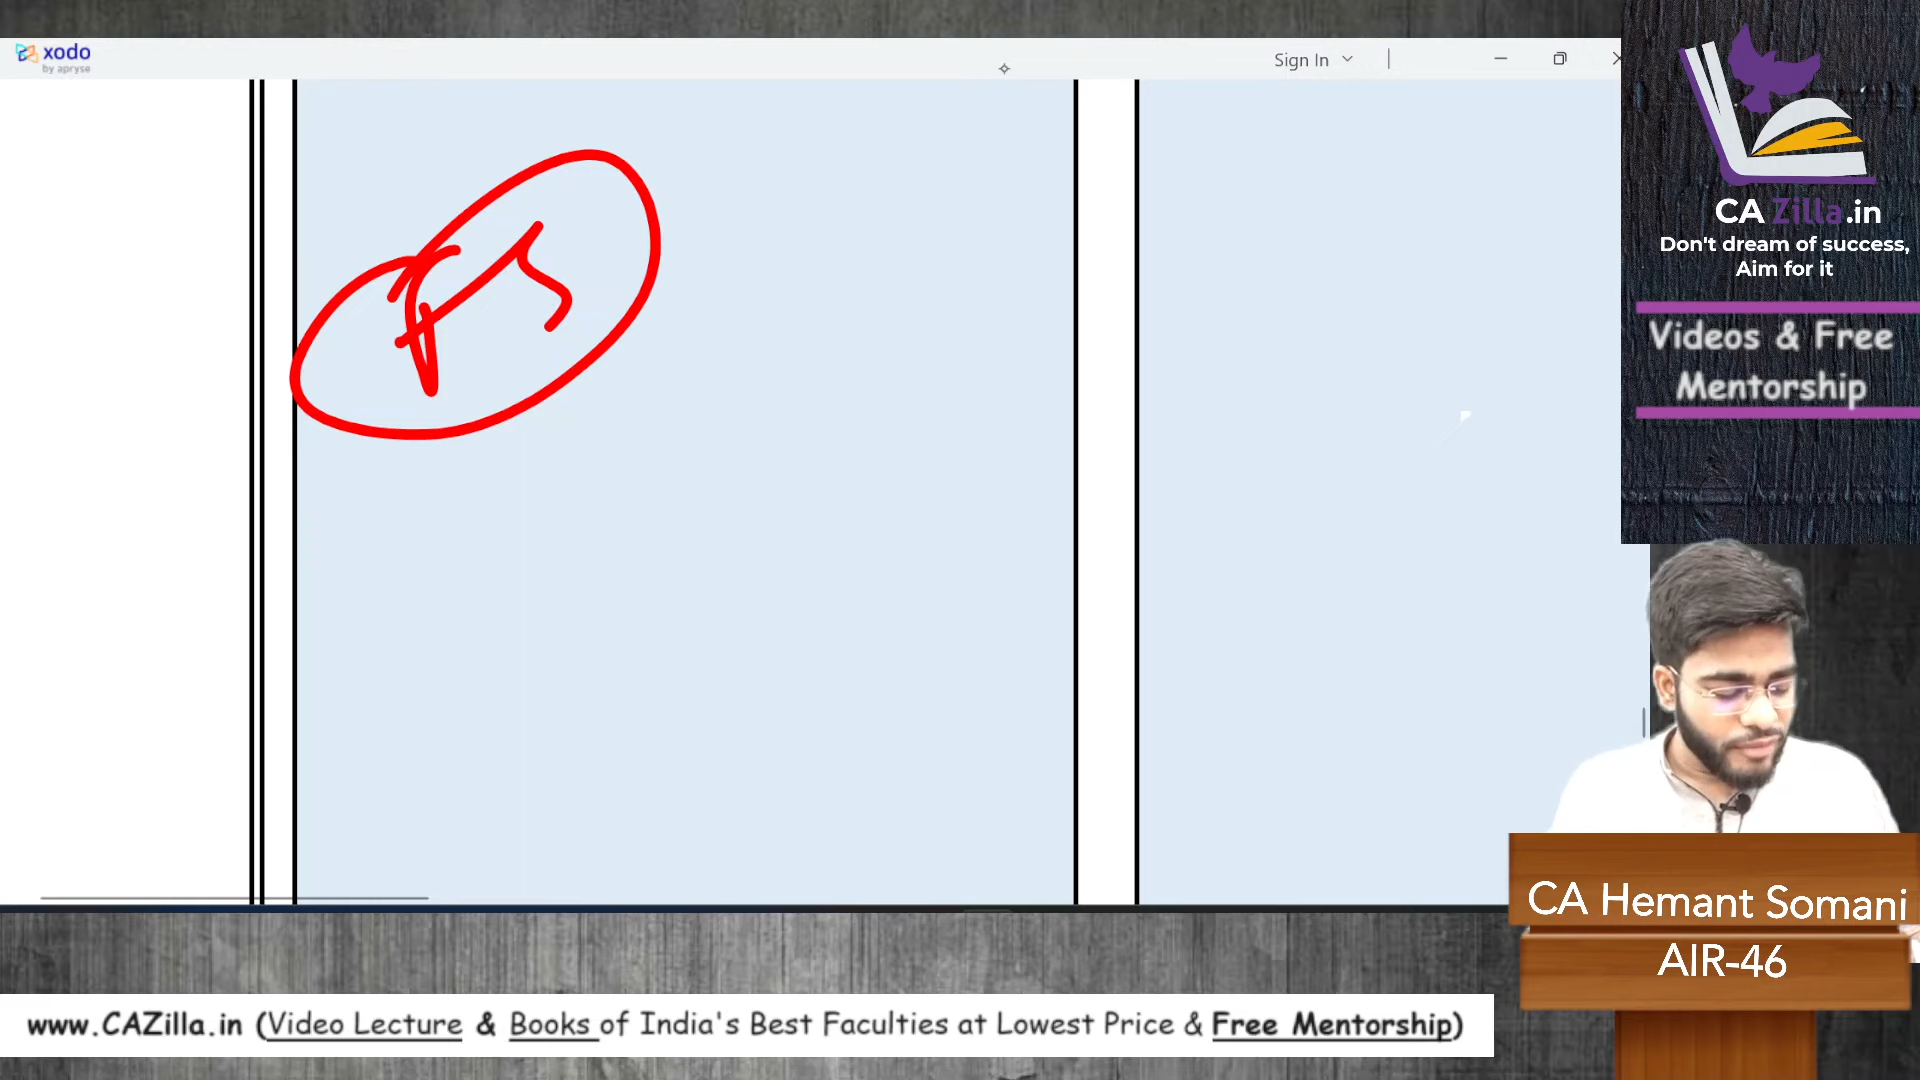 xodo
by apryse
Sign In
FS
CA Zilla.in
Don't dream of success,
Aim for it
Videos & Free
Mentorship
CA Hemant Somani
AIR-46
www.CAZilla.in (Video Lecture & Books of India's Best Faculties at Lowest Price & Free Mentorship)